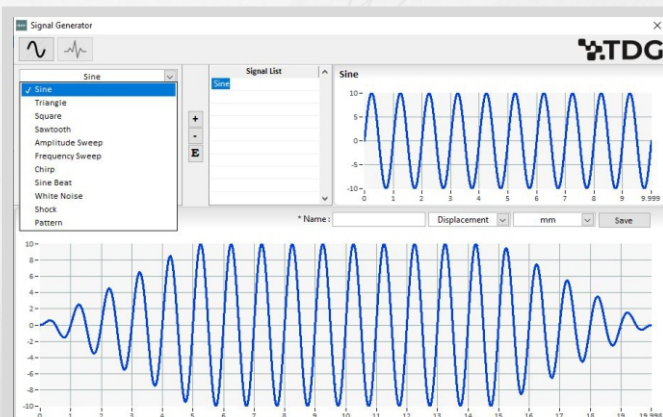 Signal Generator
TDG
Sine
Sine
Triangle
Square
Sawtooth
Amplitude Sweep
Frequency Sweep
Chirp
Sine Beat
White Noise
Shock
Pattern
+
-
E
Signal List
Sine
Sine
10
5
0
-5
-10
0 1 2 3 4 5 6 7 8 9.999
* Name : Displacement mm Save
10
8
6
4
2
0
-2
-4
-6
-8
-10
0 1 2 3 4 5 6 7 8 9 10 11 12 13 14 15 16 17 18 19 19.998